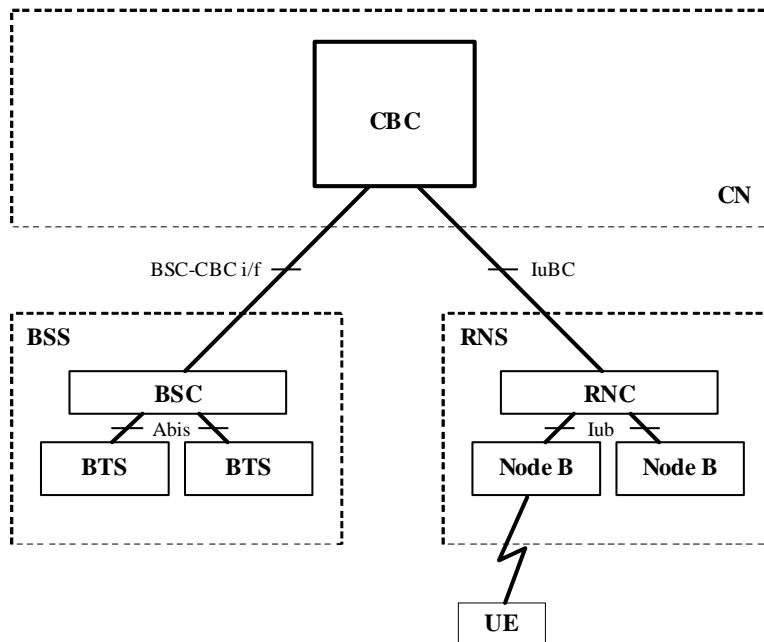 CBC
CN
BSC-CBC i/f
IuBC
BSS
RNS
BSC
RNC
Abis
Iub
BTS
BTS
Node B
Node B
UE